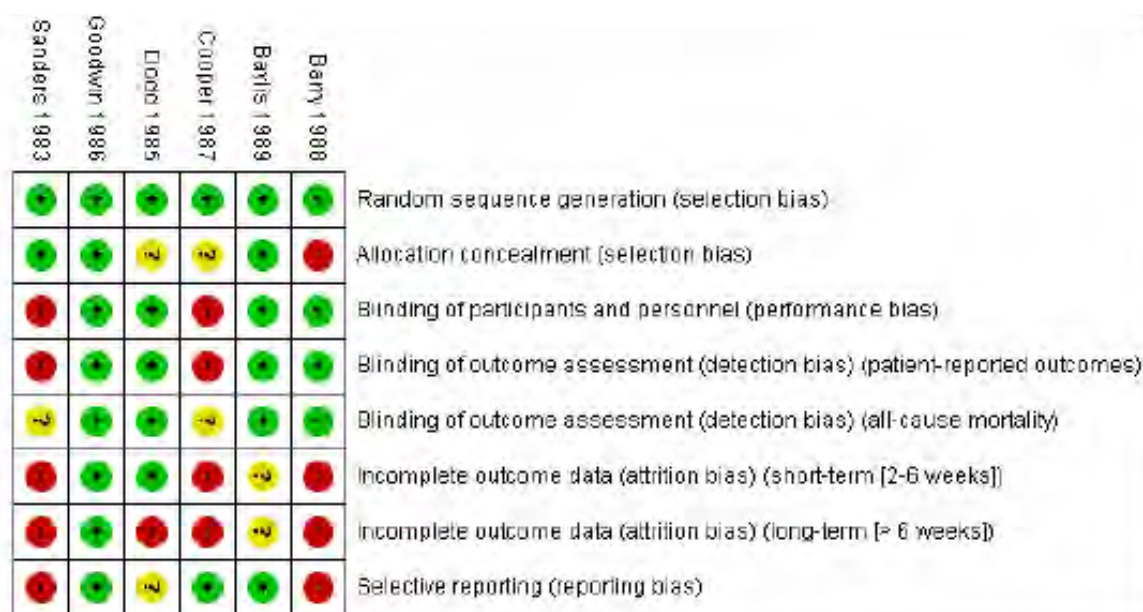 Sanders 1983
Goodwin 1986
1985
Cooper 1987
Baylis 1989
Barry 1988
Random sequence generation (selection bias)
Allocation concealment (selection bias)
Blinding of participants and personnel (performance bias)
Blinding of outcome assessment (detection bias) (patient-reported outcomes)
Blinding of outcome assessment (detection bias) (all-cause mortality)
Incomplete outcome data (attrition bias) (short-term [2-6 weeks])
Incomplete outcome data (attrition bias) (long-term [> 6 weeks])
Selective reporting (reporting bias)